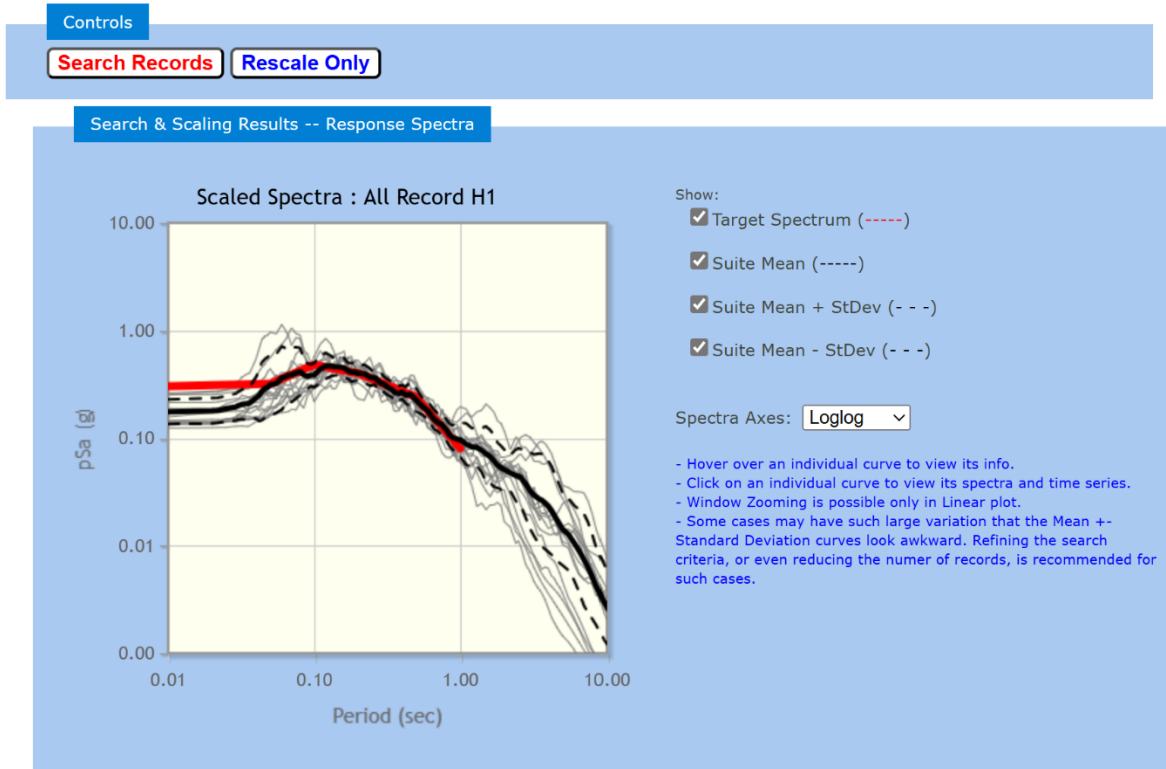 Controls
Search Records
Rescale Only
Search & Scaling Results -- Response Spectra
Scaled Spectra : All Record H1
10.00
1.00
0.10
0.01
0.00
pSa (g)
0.01
0.10
1.00
10.00
Period (sec)
Show:
Target Spectrum (-----)
Suite Mean (-----)
Suite Mean + StDev (- - -)
Suite Mean - StDev (- - -)
Spectra Axes: Loglog
- Hover over an individual curve to view its info.
- Click on an individual curve to view its spectra and time series.
- Window Zooming is possible only in Linear plot.
- Some cases may have such large variation that the Mean +-
Standard Deviation curves look awkward. Refining the search
criteria, or even reducing the numer of records, is recommended for
such cases.